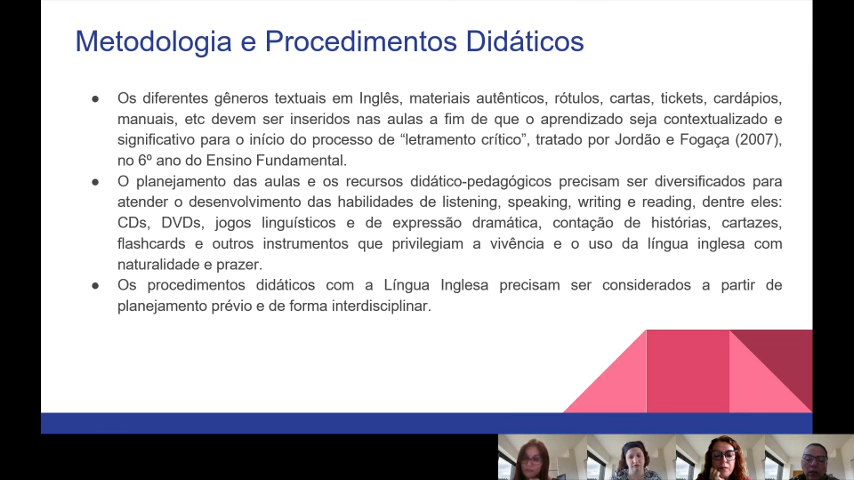 Metodologia e Procedimentos Didáticos
● Os diferentes gêneros textuais em Inglês, materiais autênticos, rótulos, cartas, tickets, cardápios,
manuais, etc devem ser inseridos nas aulas a fim de que o aprendizado seja contextualizado e
significativo para o início do processo de “letramento crítico”, tratado por Jordão e Fogaça (2007),
no 6º ano do Ensino Fundamental.
● O planejamento das aulas e os recursos didático-pedagógicos precisam ser diversificados para
atender o desenvolvimento das habilidades de listening, speaking, writing e reading, dentre eles:
CDs, DVDs, jogos linguísticos e de expressão dramática, contação de histórias, cartazes,
flashcards e outros instrumentos que privilegiam a vivência e o uso da língua inglesa com
naturalidade e prazer.
● Os procedimentos didáticos com a Língua Inglesa precisam ser considerados a partir de
planejamento prévio e de forma interdisciplinar.